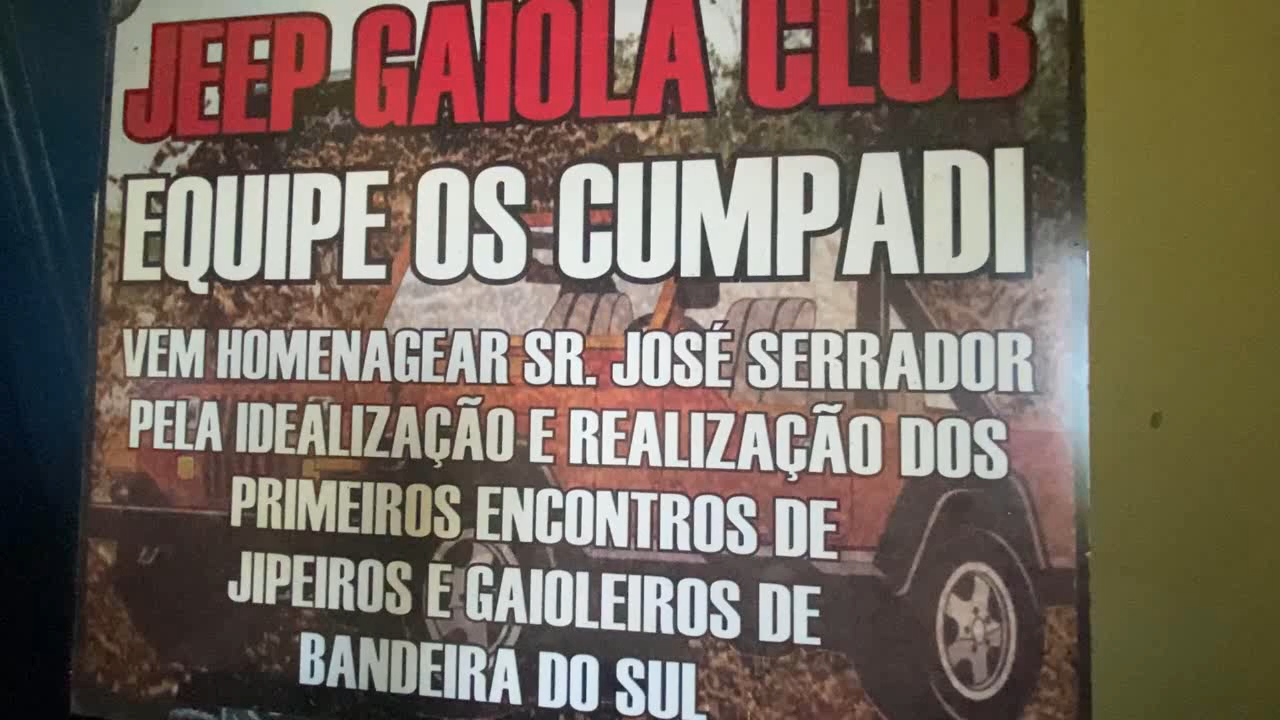 JEEP GAIOLA CLUB
EQUIPE OS CUMPADI
VEM HOMENAGEAR SR. JOSÉ SERRADOR
PELA IDEALIZAÇÃO E REALIZAÇÃO DOS
PRIMEIROS ENCONTROS DE
JIPEIROS E GAIOLEIROS DE
BANDEIRA DO SUL